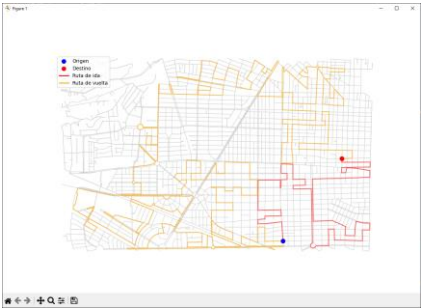 Figure 1
Origen
Destino
Ruta de ida
Ruta de vuelta